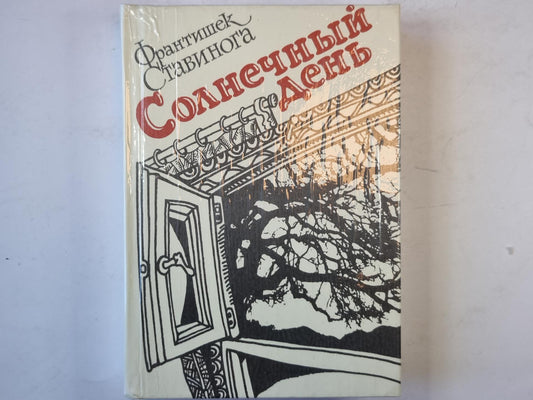 Франтишек
Ставинога
Солнечный
день